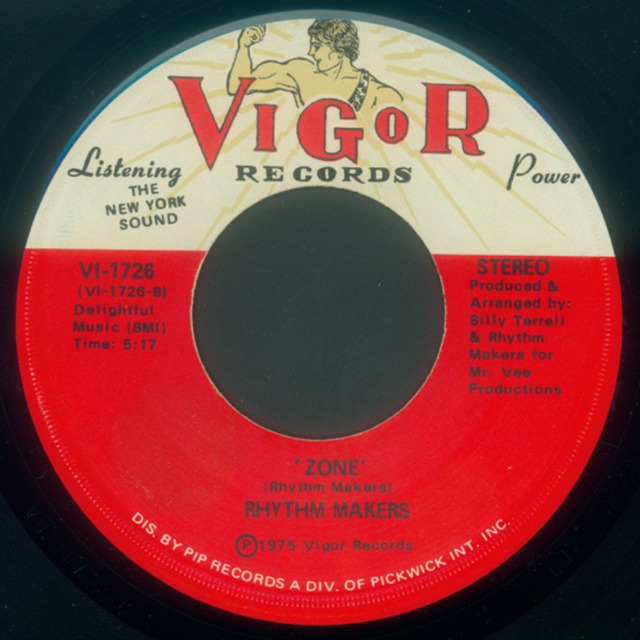 VIGOR
RECORDS
Listening
THE
NEW YORK
SOUND
Power
VI-1726
(VI-1726-B)
Delightful
Music (BMI)
Time: 5:17
STEREO
Produced &
Arranged by:
Billy Terrell
& Rhythm
Makers for
Mr. Vee
Productions
'ZONE'
(Rhythm Makers)
RHYTHM MAKERS
Ⓟ1976 Vigor Records
DIS. BY PIP RECORDS A DIV. OF PICKWICK INT. INC.